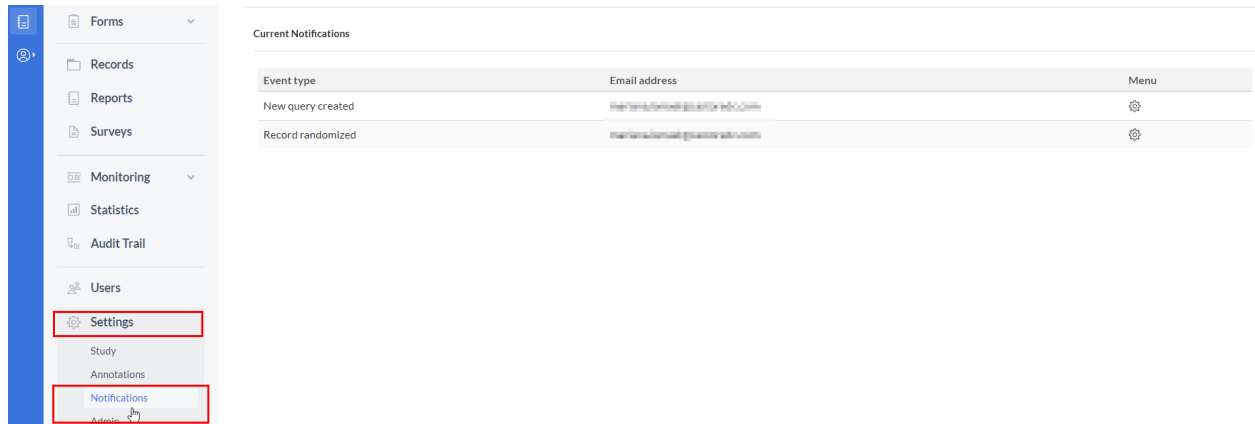 Forms
Records
Reports
Surveys
Monitoring
Statistics
Audit Trail
Users
Settings
Study
Annotations
Notifications
Admin
Current Notifications
Event type Email address Menu
New query created
Record randomized